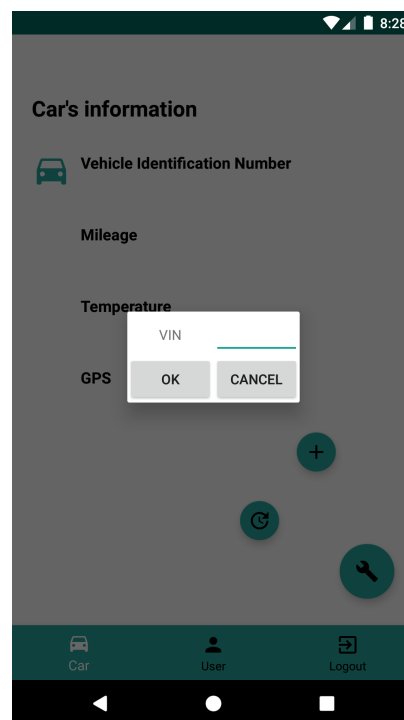 8:28
Car's information
Vehicle Identification Number
Mileage
Temperature
VIN
GPS
OK
CANCEL
Car
User
Logout